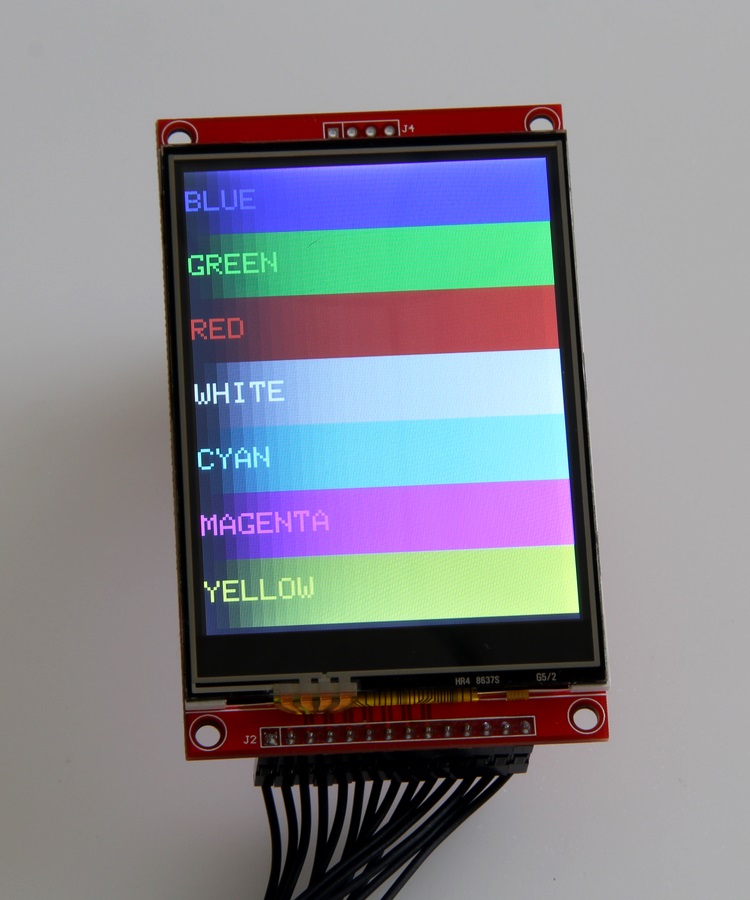 J4
BLUE
GREEN
RED
WHITE
CYAN
MAGENTA
YELLOW
HR4 8637S G5/2
J2